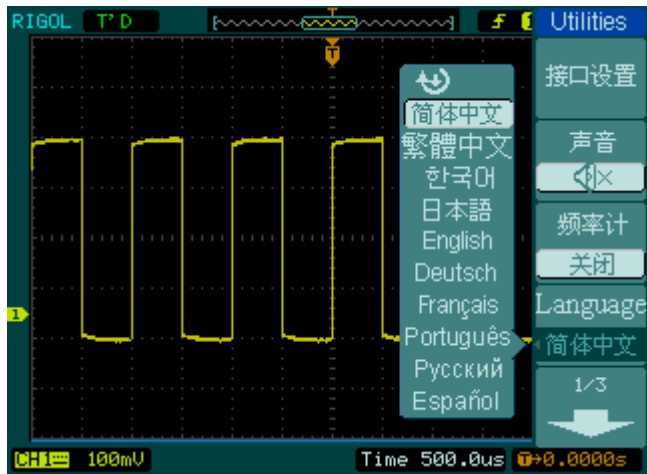 RIGOL T'D
Utilities
接口设置
声音
频率计
关闭
Language
简体中文
1/3
简体中文
繁體中文
한국어
日本語
English
Deutsch
Français
Português
Русский
Español
T
1
CH1 100mV
Time 500.0us T→0.0000s